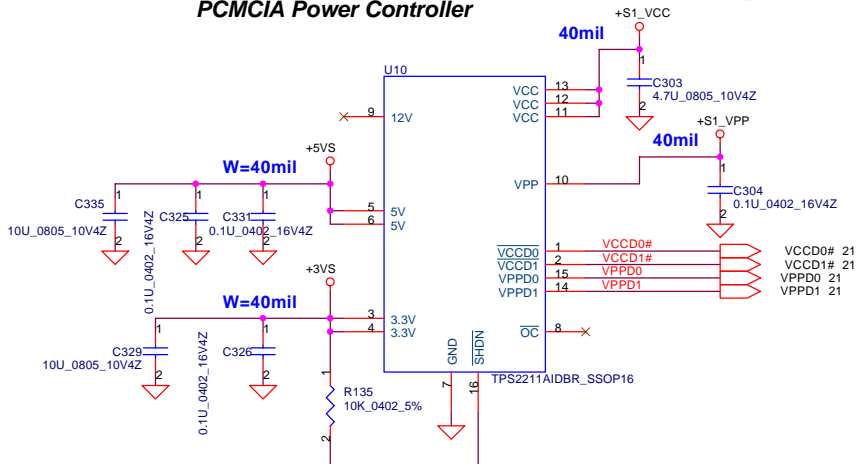 PCMCIA Power Controller
+S1_VCC
40mil
U10
1
C303
4.7U_0805_10V4Z
2
VCC 13
VCC 12
VCC 11
9 12V
+S1_VPP
40mil
+5VS
W=40mil
VPP 10
1
C304
0.1U_0402_16V4Z
2
1 1 1
C335 C325 C331
10U_0805_10V4Z 0.1U_0402_16V4Z 0.1U_0402_16V4Z
2 2 2
5 5V
6 5V
VCCD0 1 VCCD0# VCCD0# 21
VCCD1 2 VCCD1# VCCD1# 21
VPPD0 15 VPPD0 VPPD0 21
VPPD1 14 VPPD1 VPPD1 21
+3VS
W=40mil
3 3.3V
4 3.3V
OC 8
1 1
C329 C326
10U_0805_10V4Z 0.1U_0402_16V4Z
2 2
GND SHDN
7 16
TPS2211AIDBR_SSOP16
1
R135
10K_0402_5%
2